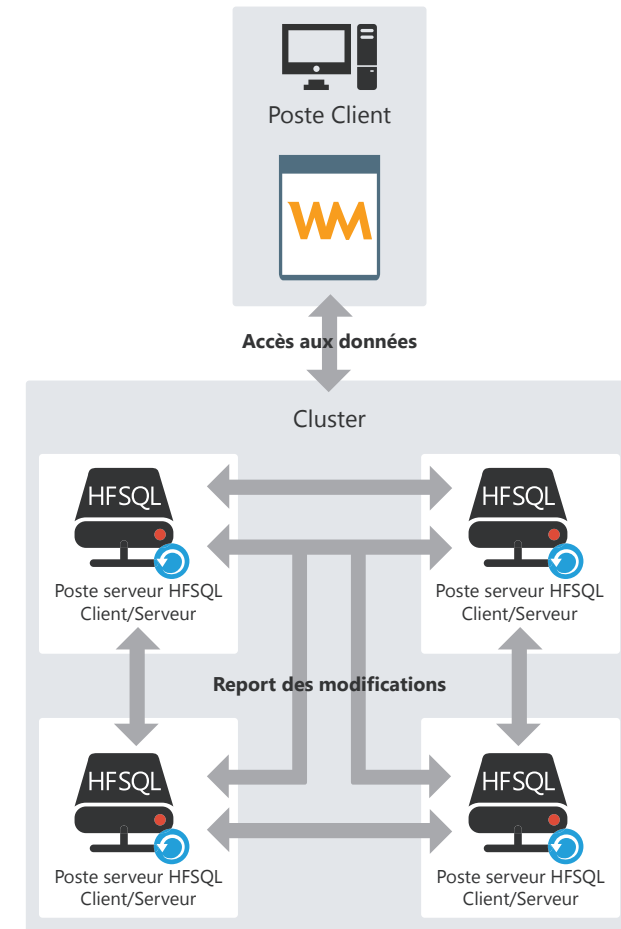 Poste Client
WM
Accès aux données
Cluster
HFSQL
Poste serveur HFSQL
Client/Serveur
HFSQL
Poste serveur HFSQL
Client/Serveur
Report des modifications
HFSQL
Poste serveur HFSQL
Client/Serveur
HFSQL
Poste serveur HFSQL
Client/Serveur